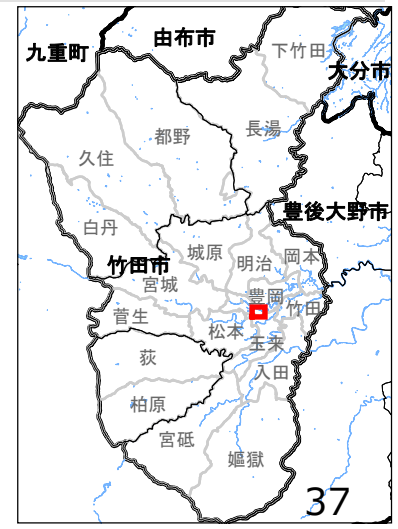 由布市
九重町
下竹田
大分市
都野
長湯
久住
白丹
豊後大野市
城原
岡本
竹田市
明治
宮城
豊岡
竹田
菅生
松本
玉来
荻
入田
柏原
宮砥
嫗獄
37